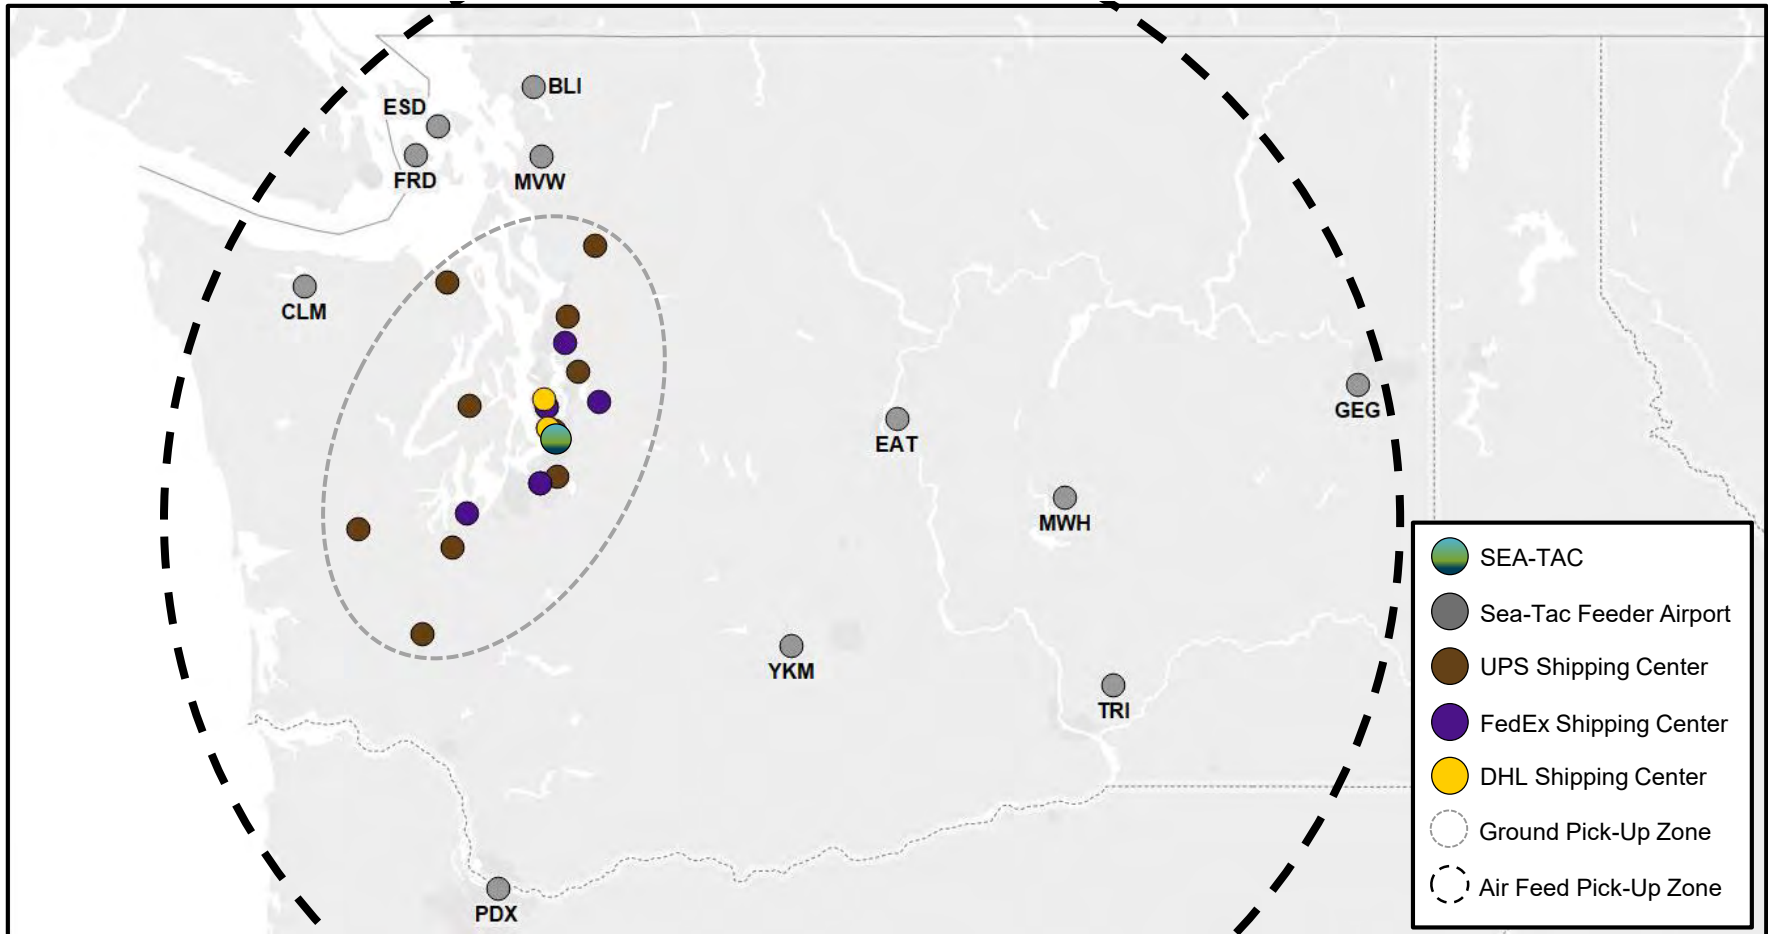 BLI
ESD
FRD
MVW
CLM
GEG
EAT
MWH
YKM
TRI
PDX
SEA-TAC
Sea-Tac Feeder Airport
UPS Shipping Center
FedEx Shipping Center
DHL Shipping Center
Ground Pick-Up Zone
Air Feed Pick-Up Zone